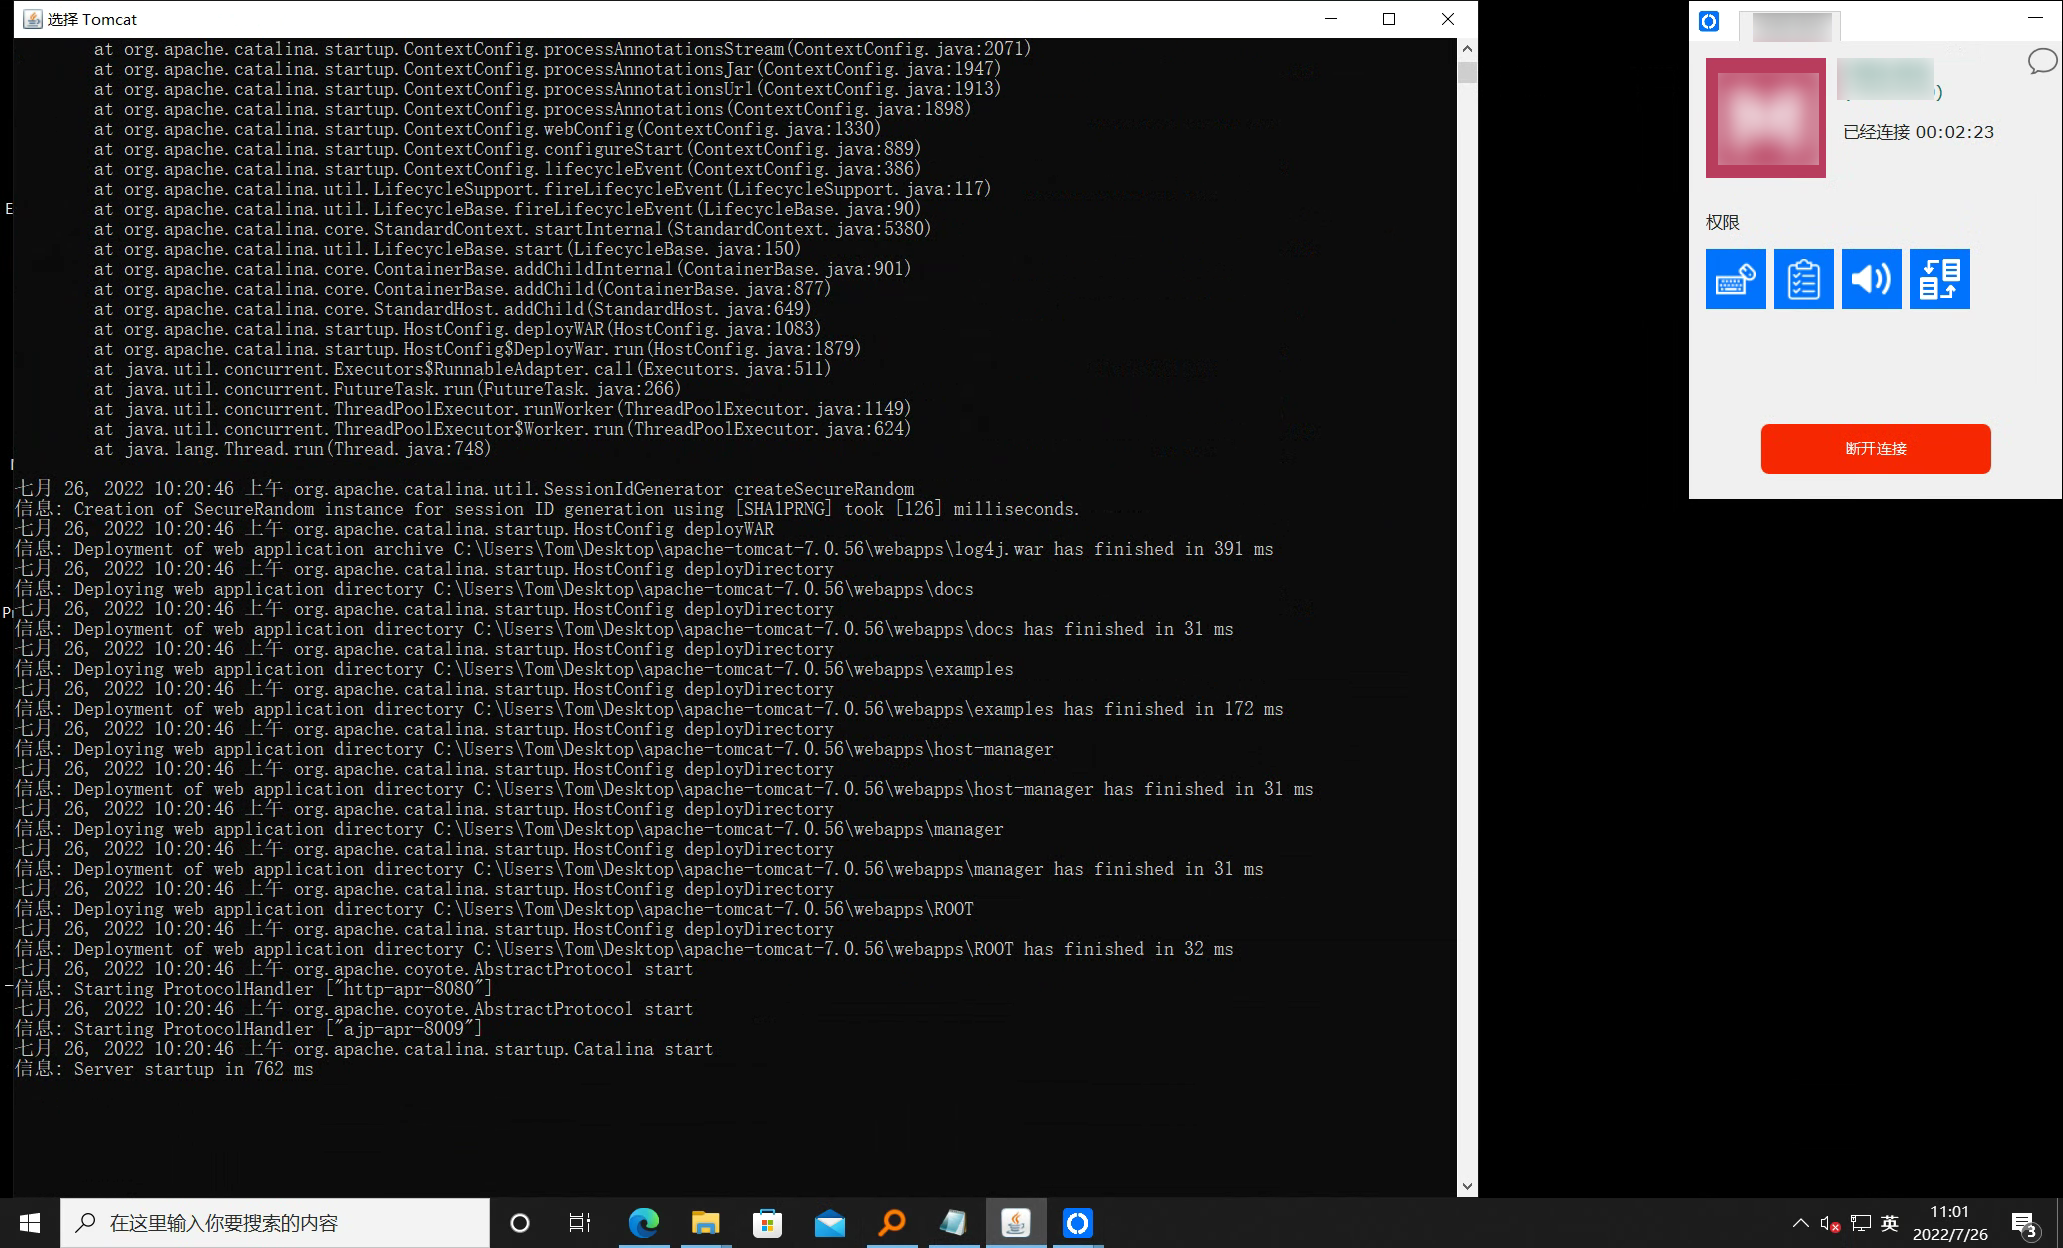 选择 Tomcat
at org.apache.catalina.startup.ContextConfig.processAnnotationsStream(ContextConfig.java:2071)
at org.apache.catalina.startup.ContextConfig.processAnnotationsJar(ContextConfig.java:1947)
at org.apache.catalina.startup.ContextConfig.processAnnotationsUrl(ContextConfig.java:1913)
at org.apache.catalina.startup.ContextConfig.processAnnotations(ContextConfig.java:1898)
at org.apache.catalina.startup.ContextConfig.webConfig(ContextConfig.java:1330)
at org.apache.catalina.startup.ContextConfig.configureStart(ContextConfig.java:889)
at org.apache.catalina.startup.ContextConfig.lifecycleEvent(ContextConfig.java:386)
at org.apache.catalina.util.LifecycleSupport.fireLifecycleEvent(LifecycleSupport.java:117)
at org.apache.catalina.util.LifecycleBase.fireLifecycleEvent(LifecycleBase.java:90)
at org.apache.catalina.core.StandardContext.startInternal(StandardContext.java:5380)
at org.apache.catalina.util.LifecycleBase.start(LifecycleBase.java:150)
at org.apache.catalina.core.ContainerBase.addChildInternal(ContainerBase.java:901)
at org.apache.catalina.core.ContainerBase.addChild(ContainerBase.java:877)
at org.apache.catalina.core.StandardHost.addChild(StandardHost.java:649)
at org.apache.catalina.startup.HostConfig.deployWAR(HostConfig.java:1083)
at org.apache.catalina.startup.HostConfig$DeployWar.run(HostConfig.java:1879)
at java.util.concurrent.Executors$RunnableAdapter.call(Executors.java:511)
at java.util.concurrent.FutureTask.run(FutureTask.java:266)
at java.util.concurrent.ThreadPoolExecutor.runWorker(ThreadPoolExecutor.java:1149)
at java.util.concurrent.ThreadPoolExecutor$Worker.run(ThreadPoolExecutor.java:624)
at java.lang.Thread.run(Thread.java:748)
七月 26, 2022 10:20:46 上午 org.apache.catalina.util.SessionIdGenerator createSecureRandom
信息: Creation of SecureRandom instance for session ID generation using [SHA1PRNG] took [126] milliseconds.
七月 26, 2022 10:20:46 上午 org.apache.catalina.startup.HostConfig deployWAR
信息: Deployment of web application archive C:\Users\Tom\Desktop\apache-tomcat-7.0.56\webapps\log4j.war has finished in 391 ms
七月 26, 2022 10:20:46 上午 org.apache.catalina.startup.HostConfig deployDirectory
信息: Deploying web application directory C:\Users\Tom\Desktop\apache-tomcat-7.0.56\webapps\docs
七月 26, 2022 10:20:46 上午 org.apache.catalina.startup.HostConfig deployDirectory
信息: Deployment of web application directory C:\Users\Tom\Desktop\apache-tomcat-7.0.56\webapps\docs has finished in 31 ms
七月 26, 2022 10:20:46 上午 org.apache.catalina.startup.HostConfig deployDirectory
信息: Deploying web application directory C:\Users\Tom\Desktop\apache-tomcat-7.0.56\webapps\examples
七月 26, 2022 10:20:46 上午 org.apache.catalina.startup.HostConfig deployDirectory
信息: Deployment of web application directory C:\Users\Tom\Desktop\apache-tomcat-7.0.56\webapps\examples has finished in 172 ms
七月 26, 2022 10:20:46 上午 org.apache.catalina.startup.HostConfig deployDirectory
信息: Deploying web application directory C:\Users\Tom\Desktop\apache-tomcat-7.0.56\webapps\host-manager
七月 26, 2022 10:20:46 上午 org.apache.catalina.startup.HostConfig deployDirectory
信息: Deployment of web application directory C:\Users\Tom\Desktop\apache-tomcat-7.0.56\webapps\host-manager has finished in 31 ms
七月 26, 2022 10:20:46 上午 org.apache.catalina.startup.HostConfig deployDirectory
信息: Deploying web application directory C:\Users\Tom\Desktop\apache-tomcat-7.0.56\webapps\manager
七月 26, 2022 10:20:46 上午 org.apache.catalina.startup.HostConfig deployDirectory
信息: Deployment of web application directory C:\Users\Tom\Desktop\apache-tomcat-7.0.56\webapps\manager has finished in 31 ms
七月 26, 2022 10:20:46 上午 org.apache.catalina.startup.HostConfig deployDirectory
信息: Deploying web application directory C:\Users\Tom\Desktop\apache-tomcat-7.0.56\webapps\ROOT
七月 26, 2022 10:20:46 上午 org.apache.catalina.startup.HostConfig deployDirectory
信息: Deployment of web application directory C:\Users\Tom\Desktop\apache-tomcat-7.0.56\webapps\ROOT has finished in 32 ms
七月 26, 2022 10:20:46 上午 org.apache.coyote.AbstractProtocol start
信息: Starting ProtocolHandler ["http-apr-8080"]
七月 26, 2022 10:20:46 上午 org.apache.coyote.AbstractProtocol start
信息: Starting ProtocolHandler ["ajp-apr-8009"]
七月 26, 2022 10:20:46 上午 org.apache.catalina.startup.Catalina start
信息: Server startup in 762 ms
已经连接 00:02:23
权限
断开连接
在这里输入你要搜索的内容
英
11:01
2022/7/26
3